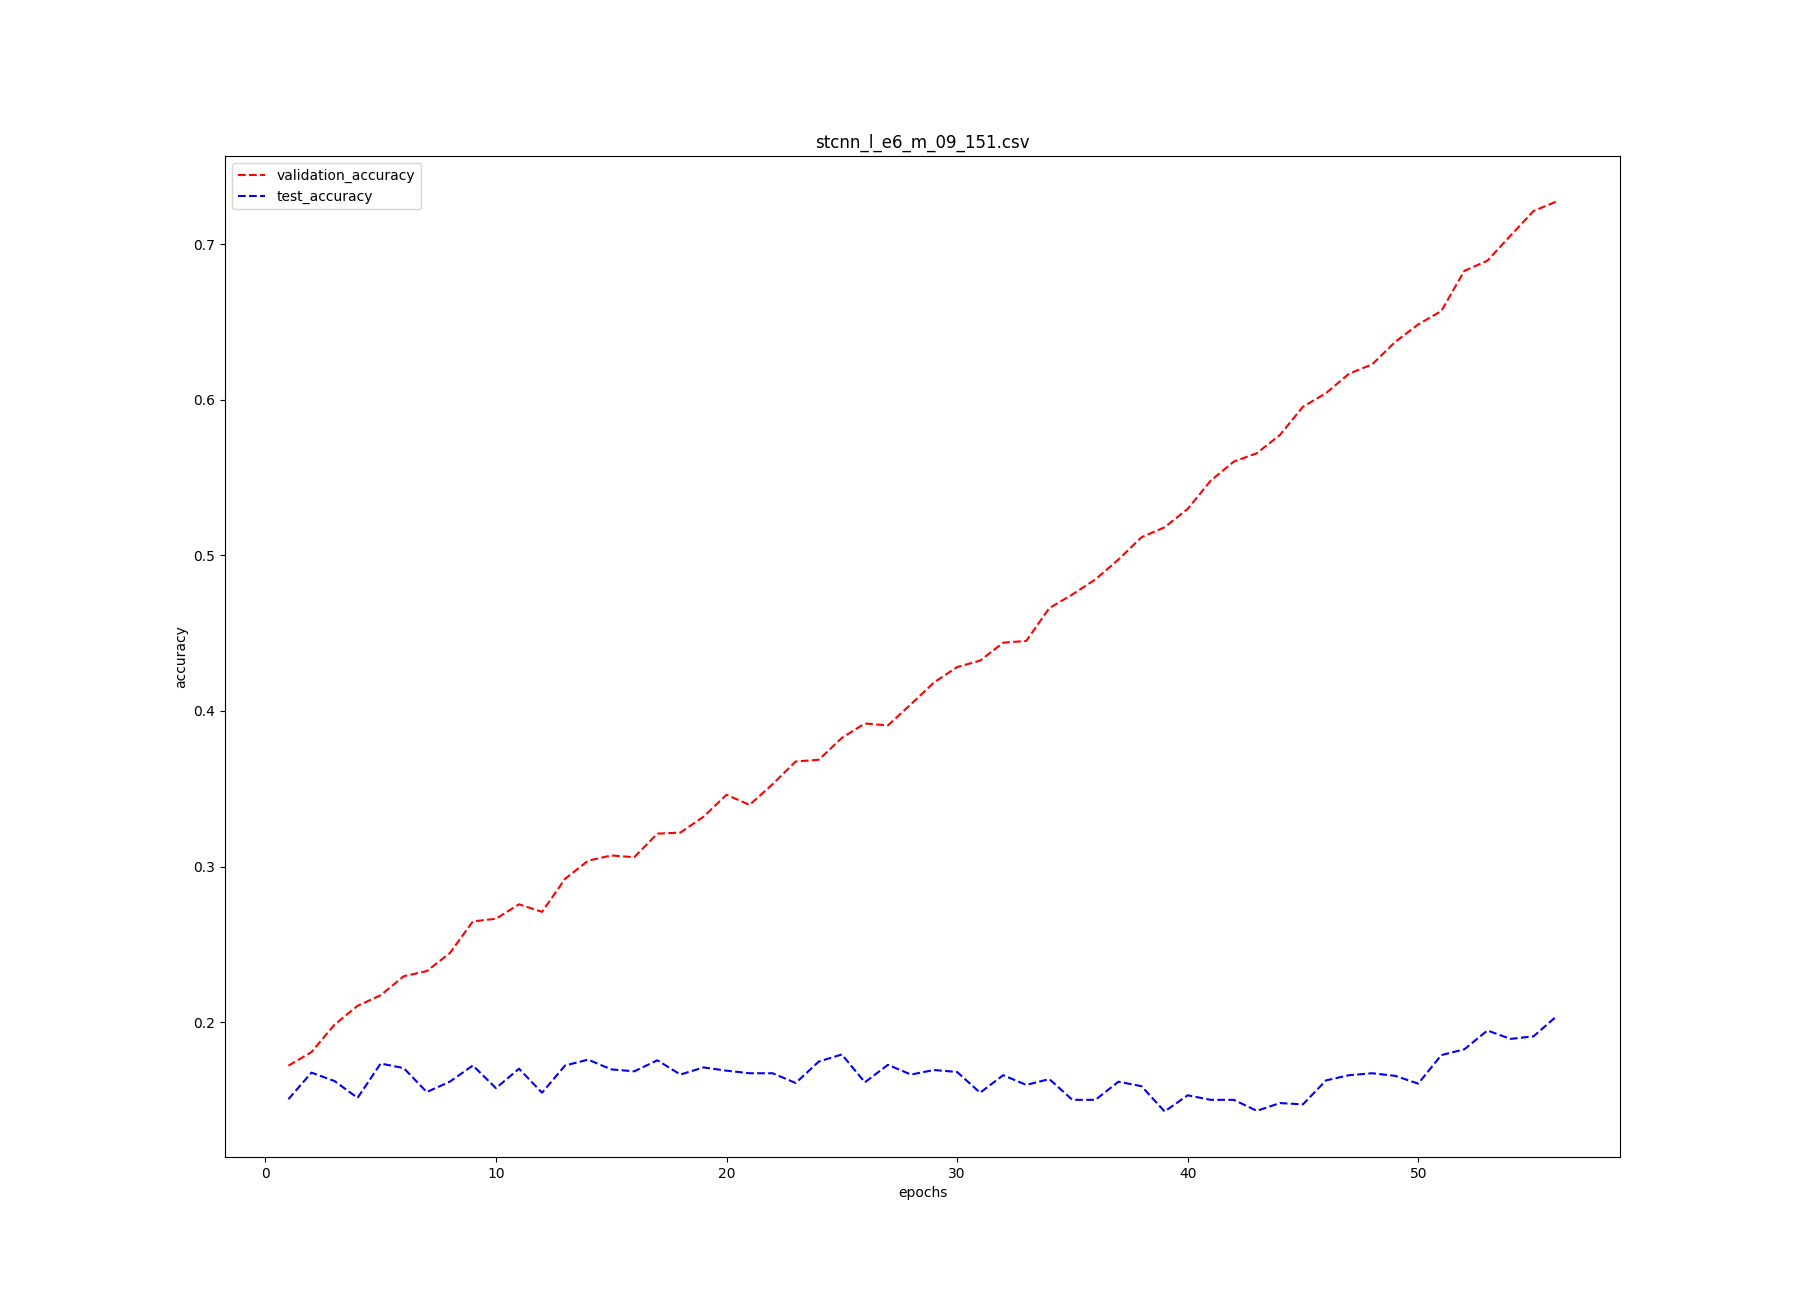 stcnn_l_e6_m_09_151.csv
validation_accuracy
test_accuracy
0.7
0.6
0.5
0.4
0.3
0.2
accuracy
0 10 20 30 40 50
epochs